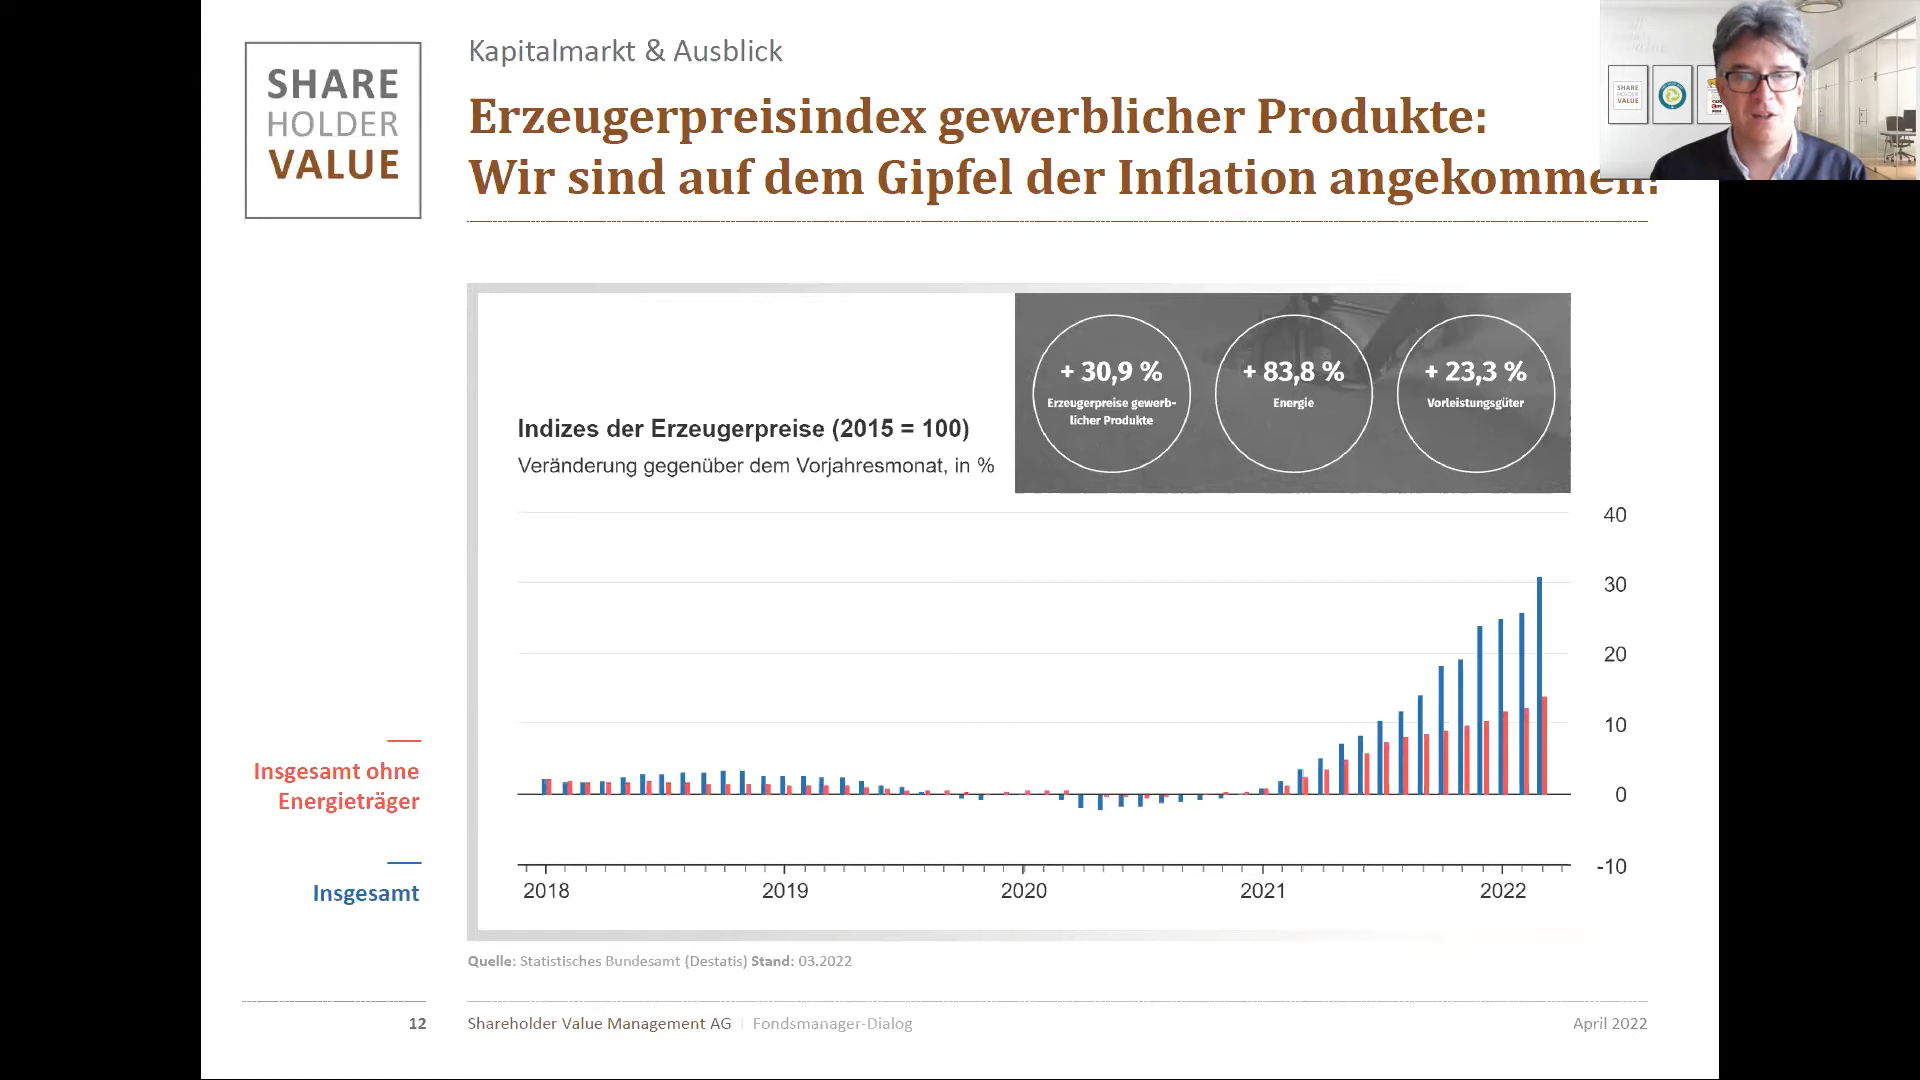 SHARE
HOLDER
VALUE
Kapitalmarkt & Ausblick
Erzeugerpreisindex gewerblicher Produkte:
Wir sind auf dem Gipfel der Inflation angekommen!
SHARE
HOLDER
VALUE
+ 30,9 %
Erzeugerpreise gewerb-
licher Produkte
+ 83,8 %
Energie
+ 23,3 %
Vorleistungsgüter
Indizes der Erzeugerpreise (2015 = 100)
Veränderung gegenüber dem Vorjahresmonat, in %
40
30
20
10
0
-10
Insgesamt ohne
Energieträger
Insgesamt
2018 2019 2020 2021 2022
Quelle: Statistisches Bundesamt (Destatis) Stand: 03.2022
12 Shareholder Value Management AG | Fondsmanager-Dialog April 2022